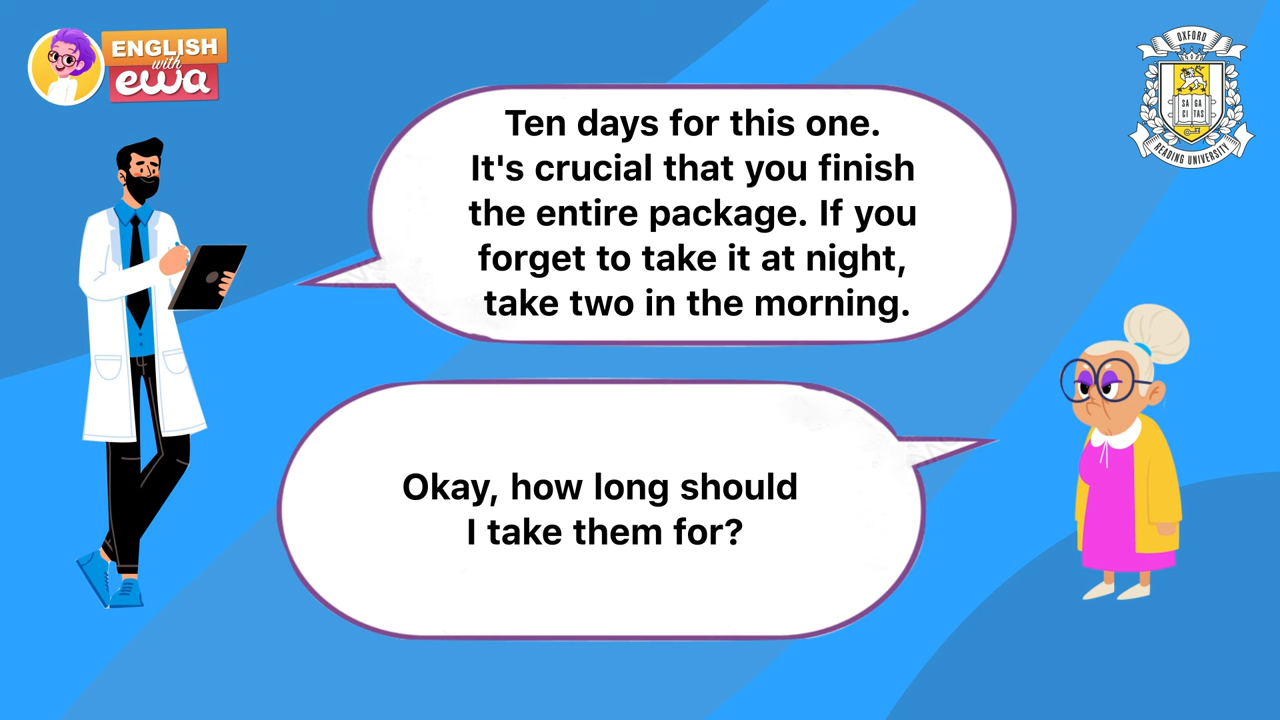 ENGLISH
with
ewa
OXFORD
SA GA
CI TAS
READING UNIVERSITY
Ten days for this one.
It's crucial that you finish
the entire package. If you
forget to take it at night,
take two in the morning.
Okay, how long should
I take them for?